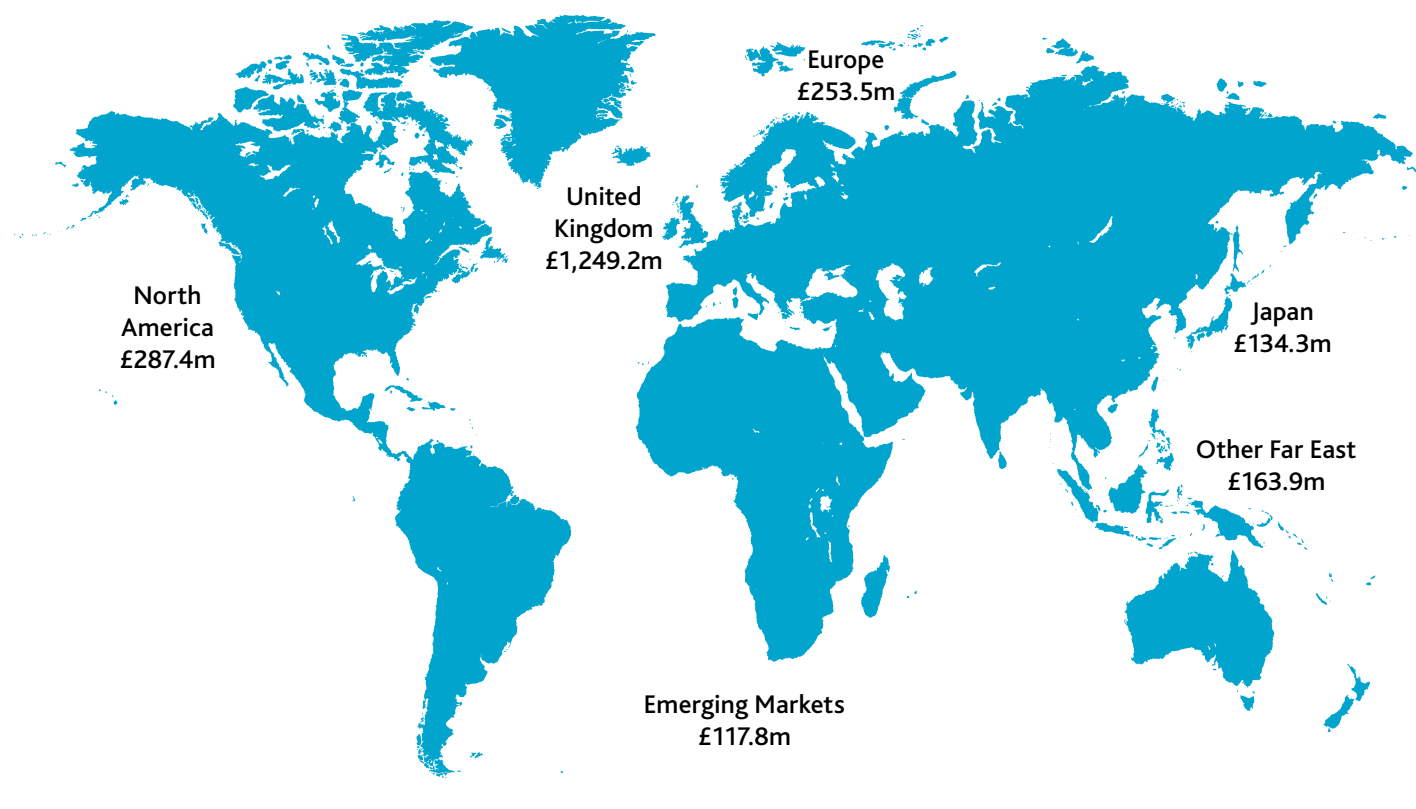 Europe
£253.5m
United
Kingdom
£1,249.2m
North
America
£287.4m
Japan
£134.3m
Other Far East
£163.9m
Emerging Markets
£117.8m